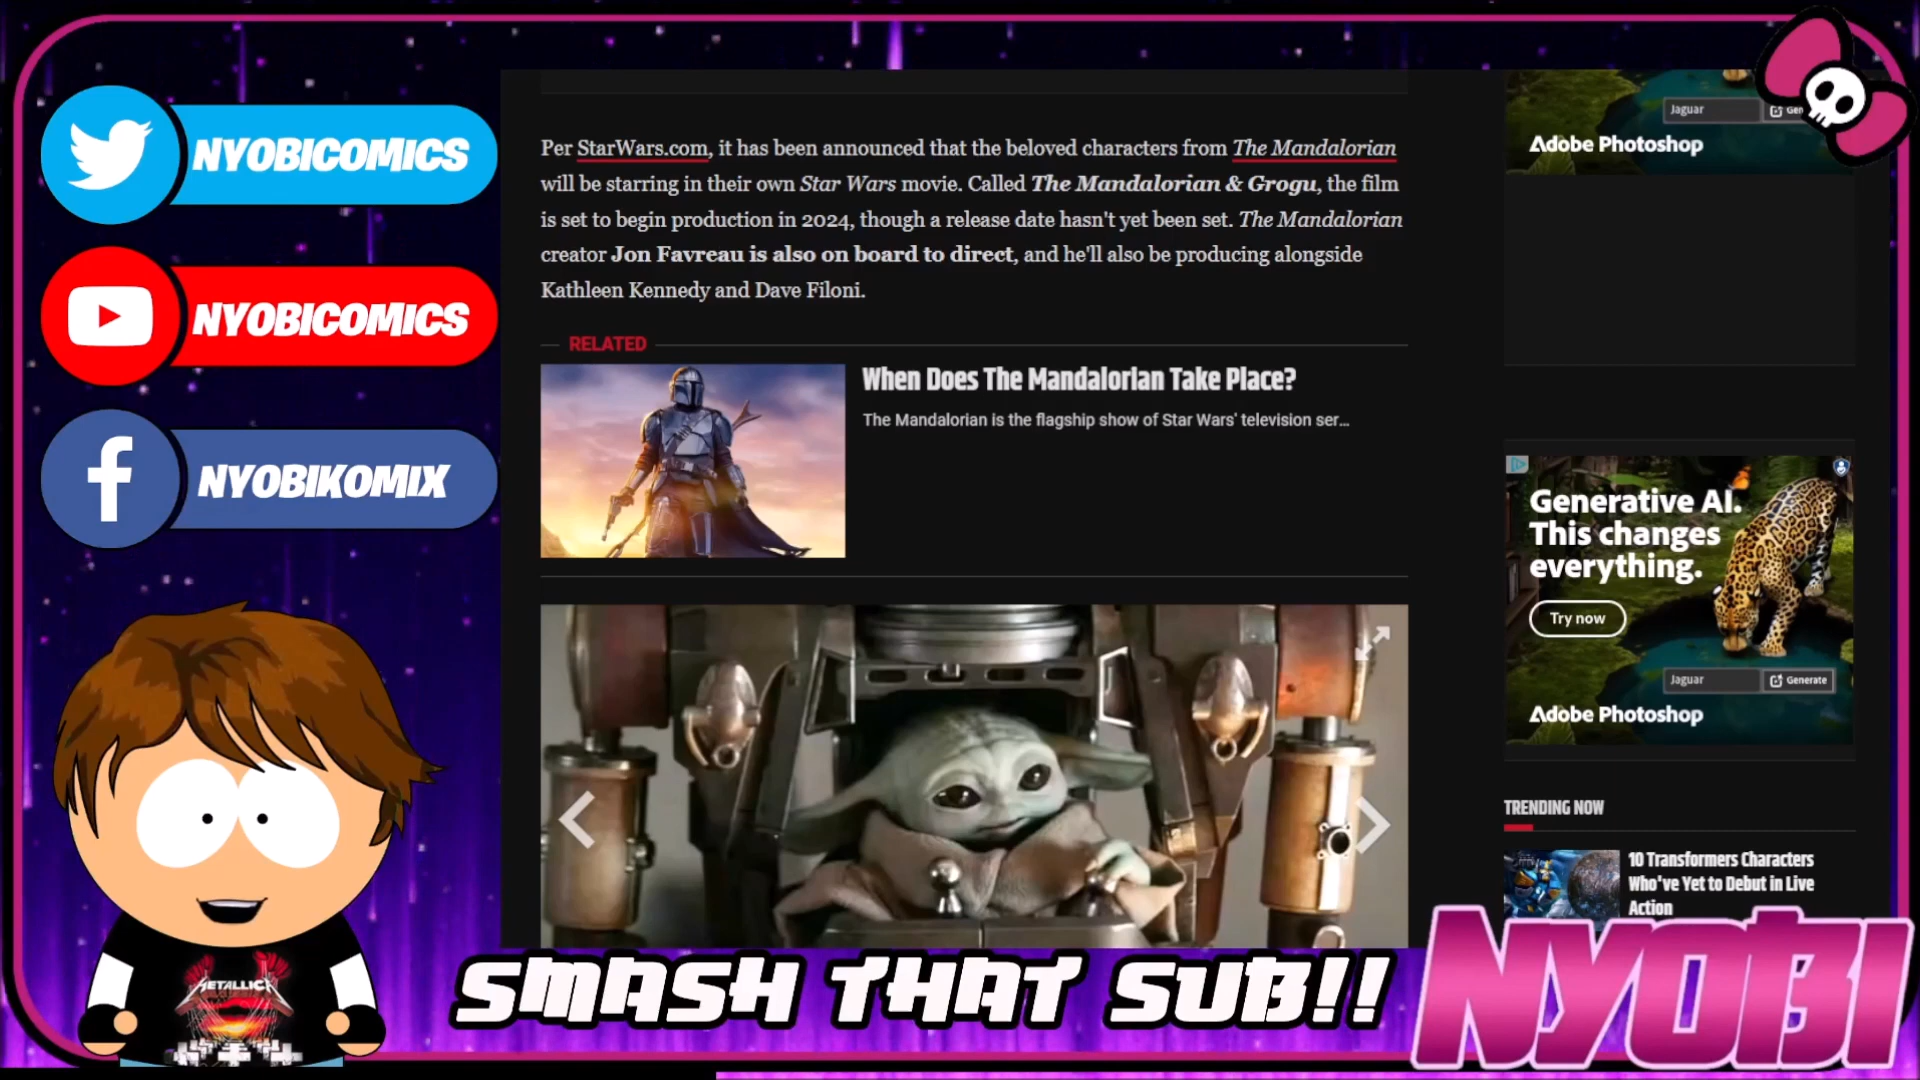 NYOBICOMICS
NYOBICOMICS
NYOBIKOMIX
METALLICA
Per StarWars.com, it has been announced that the beloved characters from The Mandalorian
will be starring in their own Star Wars movie. Called The Mandalorian & Grogu, the film
is set to begin production in 2024, though a release date hasn't yet been set. The Mandalorian
creator Jon Favreau is also on board to direct, and he'll also be producing alongside
Kathleen Kennedy and Dave Filoni.
RELATED
When Does The Mandalorian Take Place?
The Mandalorian is the flagship show of Star Wars' television ser...
Jaguar
Gen
Adobe Photoshop
Generative AI.
This changes
everything.
Try now
Jaguar
Generate
Adobe Photoshop
TRENDING NOW
10 Transformers Characters
Who've Yet to Debut in Live
Action
SMASH THAT SUB!!
NYOBI